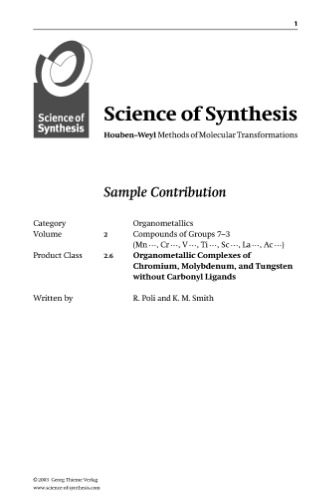 1
Science of
Synthesis
Science of Synthesis
Houben–Weyl Methods of Molecular Transformations
Sample Contribution
Category Organometallics
Volume 2 Compounds of Groups 7–3
(Mn···, Cr···, V···, Ti···, Sc···, La···, Ac···)
Product Class 2.6 Organometallic Complexes of
Chromium, Molybdenum, and Tungsten
without Carbonyl Ligands
Written by R. Poli and K. M. Smith
© 2003 Georg Thieme Verlag
www.science-of-synthesis.com